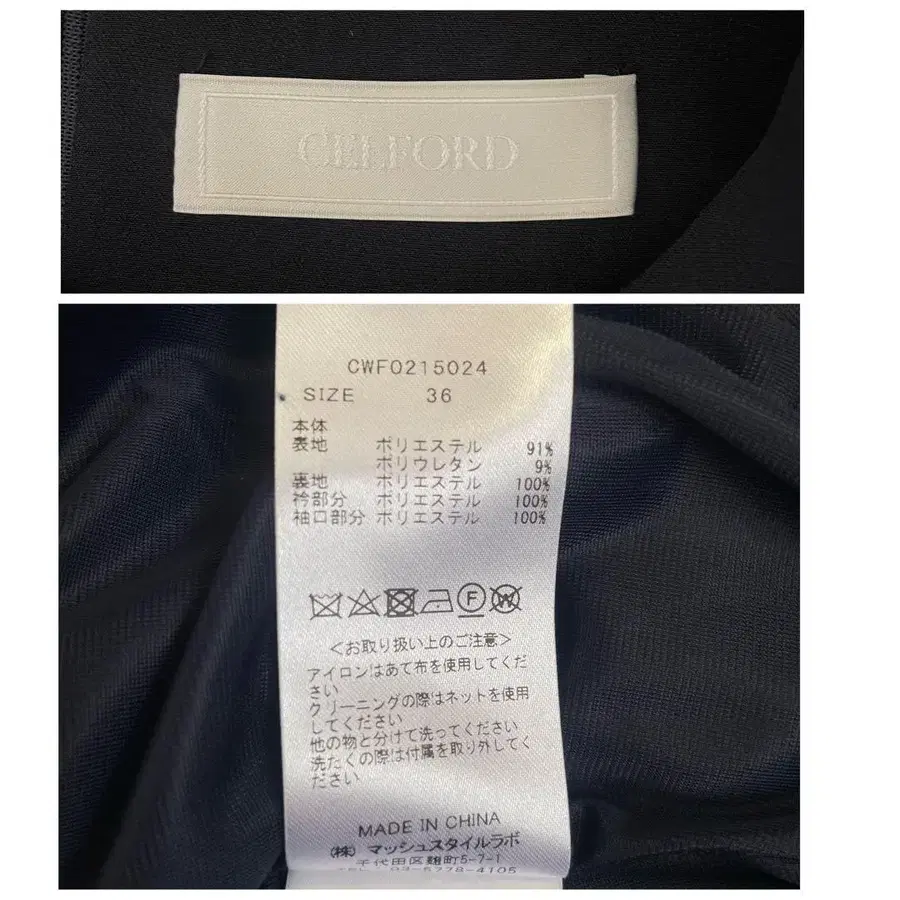 CELFORD
CWF0215024
SIZE 36
本体
表地 ポリエステル 91%
ポリウレタン 9%
裏地 ポリエステル 100%
衿部分 ポリエステル 100%
袖口部分 ポリエステル 100%
F W
<お取り扱い上のご注意>
アイロンはあて布を使用してくだ
さい
クリーニングの際はネットを使用
してください
他の物と分けて洗ってください
洗たくの際は付属を取り外してく
ださい
MADE IN CHINA
(株)マッシュスタイルラボ
千代田区麹町5-7-1
TEL 03-5778-4105